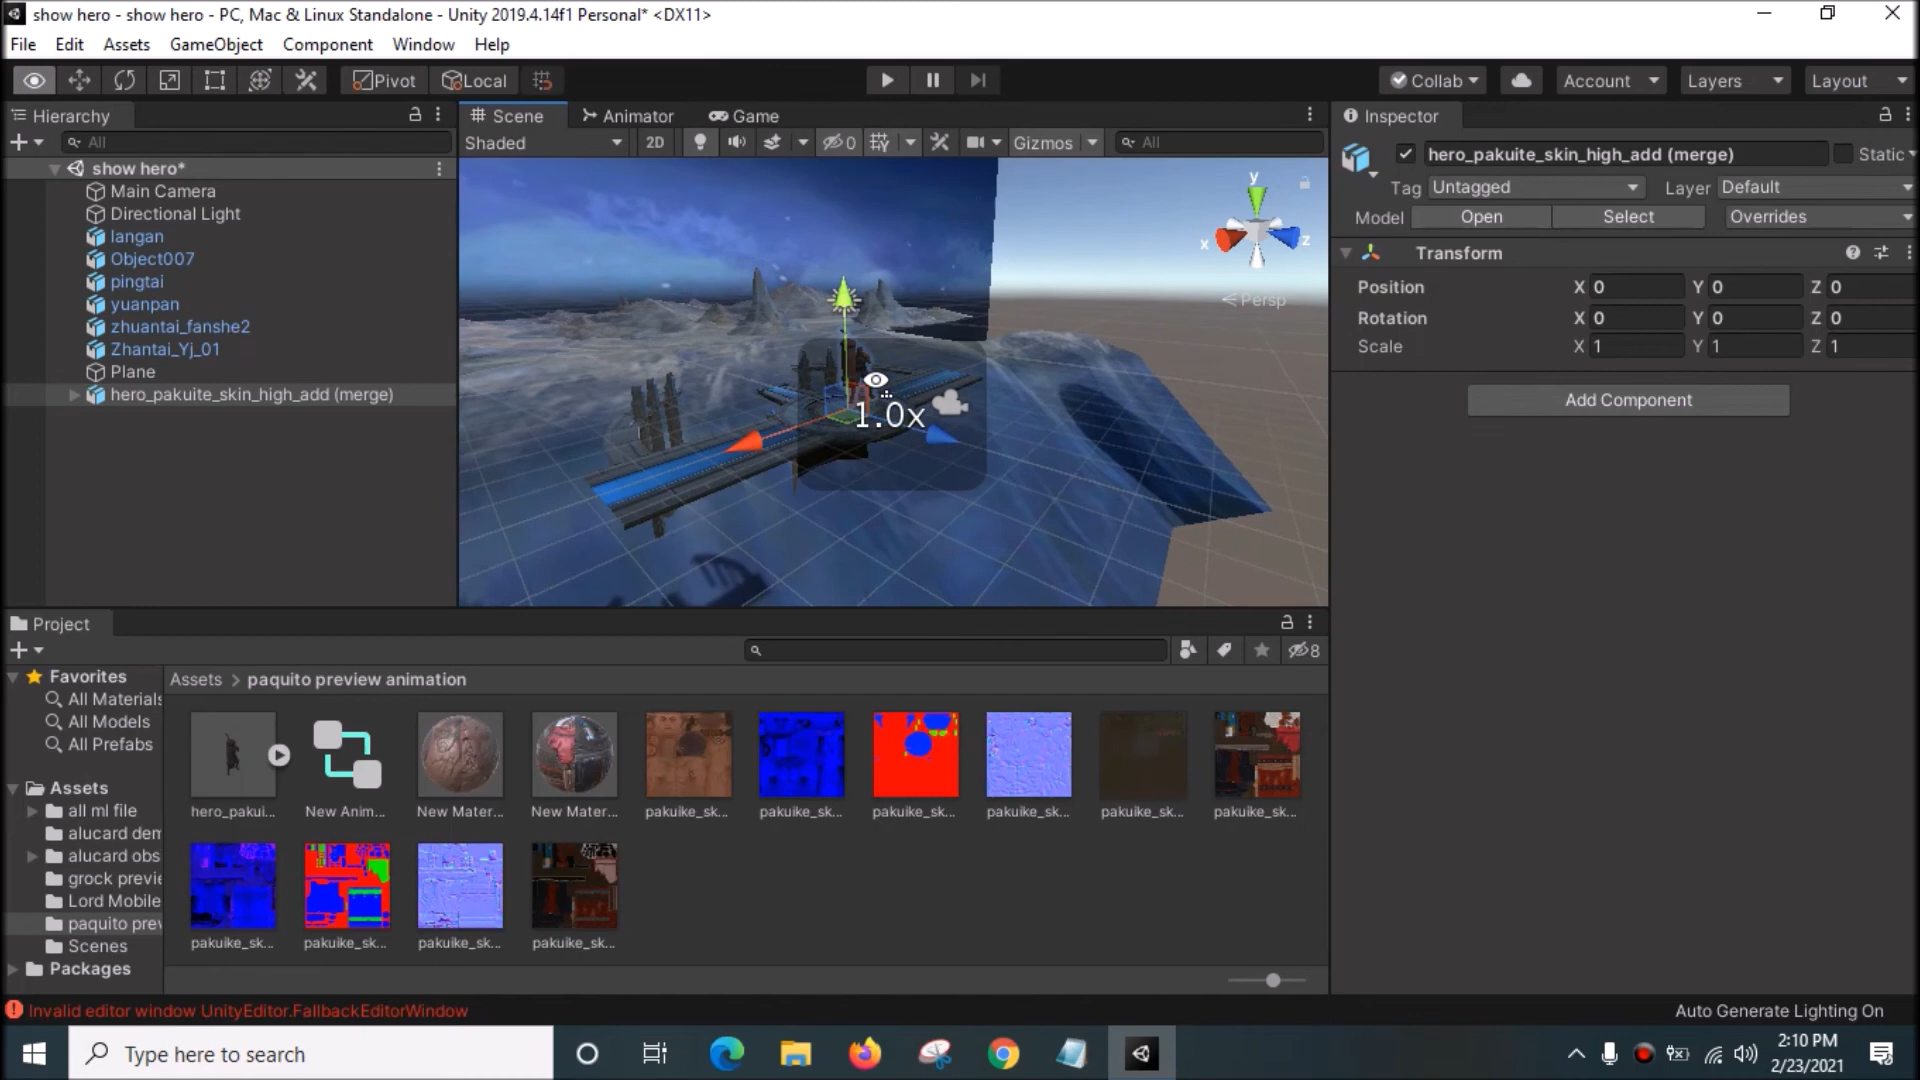 show hero - show hero - PC, Mac & Linux Standalone - Unity 2019.4.14f1 Personal* <DX11>
File Edit Assets GameObject Component Window Help
Pivot Local Collab Account Layers Layout
Hierarchy
All
show hero*
Main Camera
Directional Light
langan
Object007
pingtai
yuanpan
zhuantai_fanshe2
Zhantai_Yj_01
Plane
hero_pakuite_skin_high_add (merge)
Scene Animator Game
Shaded 2D 0 Gizmos All
y
x z
Persp
1.0x
Inspector
hero_pakuite_skin_high_add (merge) Static
Tag Untagged Layer Default
Model Open Select Overrides
Transform
Position X 0 Y 0 Z 0
Rotation X 0 Y 0 Z 0
Scale X 1 Y 1 Z 1
Add Component
Project
8
Favorites
All Materials
All Models
All Prefabs
Assets
all ml file
alucard dem
alucard obs
grock previe
Lord Mobile
paquito prev
Scenes
Packages
Assets > paquito preview animation
hero_pakui... New Anim... New Mater... New Mater... pakuike_sk... pakuike_sk... pakuike_sk... pakuike_sk... pakuike_sk... pakuike_sk...
pakuike_sk... pakuike_sk... pakuike_sk... pakuike_sk...
Invalid editor window UnityEditor.FallbackEditorWindow
Auto Generate Lighting On
Type here to search
2:10 PM
2/23/2021